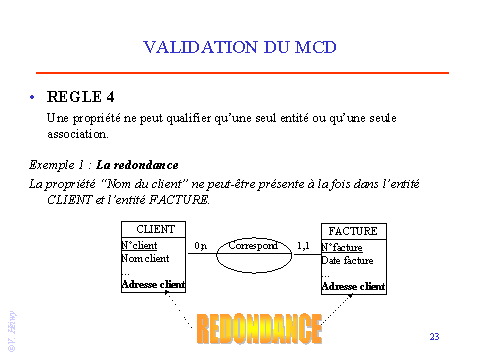 VALIDATION DU MCD
• REGLE 4
Une propriété ne peut qualifier qu'une seul entité ou qu'une seule
association.
Exemple 1 : La redondance
La propriété "Nom du client" ne peut-être présente à la fois dans l'entité
CLIENT et l'entité FACTURE.
CLIENT
N°client
Nom client
...
Adresse client
0,n
Correspond
1,1
FACTURE
N°facture
Date facture
...
Adresse client
REDONDANCE
23